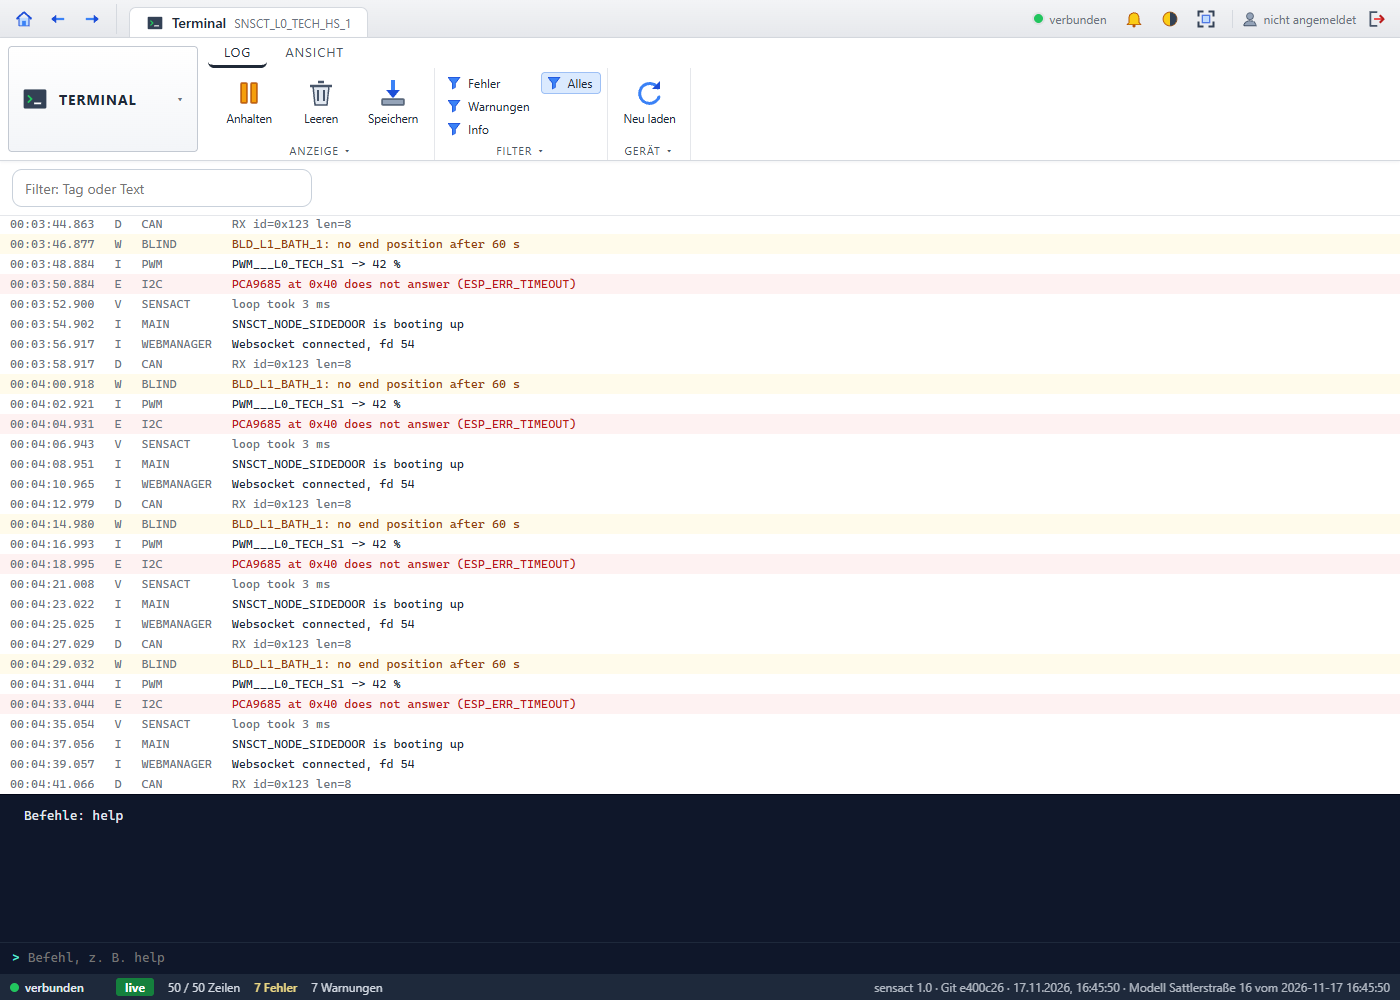 Terminal SNSCT_L0_TECH_HS_1
verbunden
nicht angemeldet
TERMINAL
LOG ANSICHT
Anhalten Leeren Speichern
ANZEIGE
Fehler Alles
Warnungen
Info
FILTER
Neu laden
GERÄT
Filter: Tag oder Text
00:03:44.863 D CAN RX id=0x123 len=8
00:03:46.877 W BLIND BLD_L1_BATH_1: no end position after 60 s
00:03:48.884 I PWM PWM___L0_TECH_S1 -> 42 %
00:03:50.884 E I2C PCA9685 at 0x40 does not answer (ESP_ERR_TIMEOUT)
00:03:52.900 V SENSACT loop took 3 ms
00:03:54.902 I MAIN SNSCT_NODE_SIDEDOOR is booting up
00:03:56.917 I WEBMANAGER Websocket connected, fd 54
00:03:58.917 D CAN RX id=0x123 len=8
00:04:00.918 W BLIND BLD_L1_BATH_1: no end position after 60 s
00:04:02.921 I PWM PWM___L0_TECH_S1 -> 42 %
00:04:04.931 E I2C PCA9685 at 0x40 does not answer (ESP_ERR_TIMEOUT)
00:04:06.943 V SENSACT loop took 3 ms
00:04:08.951 I MAIN SNSCT_NODE_SIDEDOOR is booting up
00:04:10.965 I WEBMANAGER Websocket connected, fd 54
00:04:12.979 D CAN RX id=0x123 len=8
00:04:14.980 W BLIND BLD_L1_BATH_1: no end position after 60 s
00:04:16.993 I PWM PWM___L0_TECH_S1 -> 42 %
00:04:18.995 E I2C PCA9685 at 0x40 does not answer (ESP_ERR_TIMEOUT)
00:04:21.008 V SENSACT loop took 3 ms
00:04:23.022 I MAIN SNSCT_NODE_SIDEDOOR is booting up
00:04:25.025 I WEBMANAGER Websocket connected, fd 54
00:04:27.029 D CAN RX id=0x123 len=8
00:04:29.032 W BLIND BLD_L1_BATH_1: no end position after 60 s
00:04:31.044 I PWM PWM___L0_TECH_S1 -> 42 %
00:04:33.044 E I2C PCA9685 at 0x40 does not answer (ESP_ERR_TIMEOUT)
00:04:35.054 V SENSACT loop took 3 ms
00:04:37.056 I MAIN SNSCT_NODE_SIDEDOOR is booting up
00:04:39.057 I WEBMANAGER Websocket connected, fd 54
00:04:41.066 D CAN RX id=0x123 len=8
Befehle: help
> Befehl, z. B. help
verbunden live 50 / 50 Zeilen 7 Fehler 7 Warnungen
sensact 1.0 · Git e400c26 · 17.11.2026, 16:45:50 · Modell Sattlerstraße 16 vom 2026-11-17 16:45:50